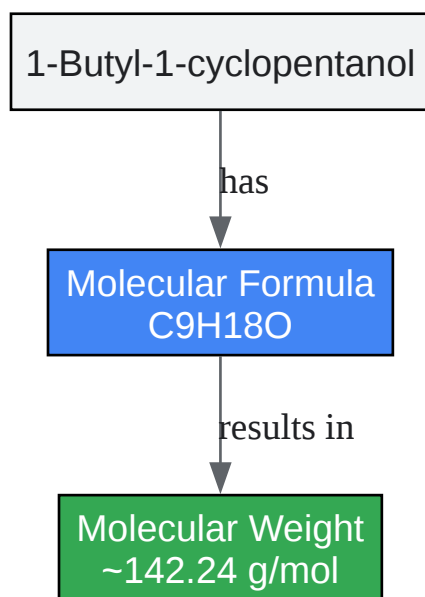 1-Butyl-1-cyclopentanol
has
Molecular Formula
C9H18O
results in
Molecular Weight
~142.24 g/mol